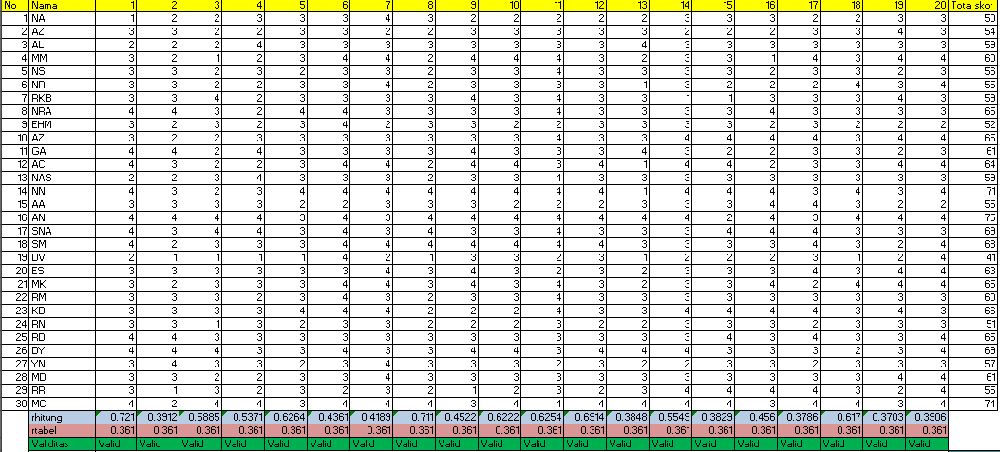 No Nama 1 2 3 4 5 6 7 8 9 10 11 12 13 14 15 16 17 18 19 20 Total skor
1 NA 1 2 2 3 3 3 4 3 2 2 2 2 2 3 3 3 2 2 3 3 50
2 AZ 3 3 2 2 3 3 2 2 3 3 3 3 3 2 2 2 3 3 4 3 54
3 AL 2 2 2 4 3 3 3 3 3 3 3 3 4 3 3 3 3 3 3 3 59
4 MM 3 2 1 2 3 4 4 2 4 4 4 3 2 3 3 1 4 3 4 4 60
5 NS 3 3 2 3 2 3 3 2 3 3 4 3 3 3 3 2 3 3 2 3 56
6 NR 3 3 2 2 3 3 4 2 3 3 3 3 1 3 2 2 2 4 3 4 55
7 RKB 3 3 4 2 3 3 3 3 4 3 4 3 3 1 1 3 3 3 4 3 59
8 NRA 4 4 3 2 4 4 3 3 3 3 4 3 3 3 3 4 3 3 3 3 65
9 EHM 3 2 3 2 3 4 2 3 3 2 2 3 3 3 3 2 3 2 2 2 52
10 AZ 3 2 2 3 3 3 3 3 3 4 3 3 3 4 4 4 4 3 4 4 65
11 GA 4 4 2 4 3 3 3 3 4 3 3 3 4 3 2 2 3 3 3 2 61
12 AC 4 3 2 2 3 4 4 2 4 4 3 4 1 4 4 2 3 3 4 4 64
13 NAS 2 2 3 4 3 3 3 2 3 3 4 3 3 3 3 3 3 3 3 3 59
14 NN 4 3 2 3 4 4 4 4 4 4 4 4 1 4 4 4 3 4 3 4 71
15 AA 3 3 3 3 2 2 3 3 3 2 2 2 3 3 3 4 4 3 2 2 55
16 AN 4 4 4 4 3 4 3 4 4 4 4 4 4 4 2 4 3 4 4 4 75
17 SNA 4 3 4 4 3 4 3 4 3 3 4 3 3 3 4 4 3 3 3 4 69
18 SM 4 2 3 3 3 4 4 4 4 4 4 4 3 3 3 4 4 3 2 4 68
19 DV 2 1 1 1 1 4 2 1 3 3 2 3 1 2 2 2 3 1 2 4 41
20 ES 3 3 3 3 3 3 4 3 4 3 2 3 2 3 3 4 4 3 3 4 63
21 MK 3 2 3 3 3 4 4 3 4 3 4 3 2 3 3 4 2 4 4 4 65
22 RM 3 3 3 2 3 4 3 2 3 3 3 3 3 3 3 3 3 3 3 4 60
23 KD 3 3 3 3 4 4 4 2 2 2 4 3 3 4 4 4 4 3 4 3 66
24 RN 3 3 1 3 2 3 3 2 2 2 3 2 2 3 3 3 2 3 3 3 51
25 RD 4 4 3 3 3 3 3 3 3 3 3 3 3 3 4 4 3 4 3 3 65
26 DY 4 4 4 3 3 4 3 3 4 3 4 4 4 3 3 3 3 2 3 4 69
27 YN 3 4 3 3 2 3 4 3 3 3 2 3 2 2 3 3 3 3 2 3 57
28 MD 3 3 3 2 3 3 4 3 3 3 3 3 3 3 3 3 3 2 3 4 61
29 RR 3 1 3 2 2 3 2 3 2 1 2 3 2 3 4 4 4 4 3 4 55
30 MC 4 2 4 3 4 4 4 4 4 4 4 4 4 4 4 3 4 4 3 4 74
rhitung 0.721 0.3912 0.5885 0.5371 0.6264 0.4361 0.4189 0.711 0.4522 0.6222 0.6254 0.6914 0.3848 0.5549 0.3829 0.456 0.3786 0.617 0.3703 0.3906
rtabel 0.361 0.361 0.361 0.361 0.361 0.361 0.361 0.361 0.361 0.361 0.361 0.361 0.361 0.361 0.361 0.361 0.361 0.361 0.361 0.361
Validitas Valid Valid Valid Valid Valid Valid Valid Valid Valid Valid Valid Valid Valid Valid Valid Valid Valid Valid Valid Valid